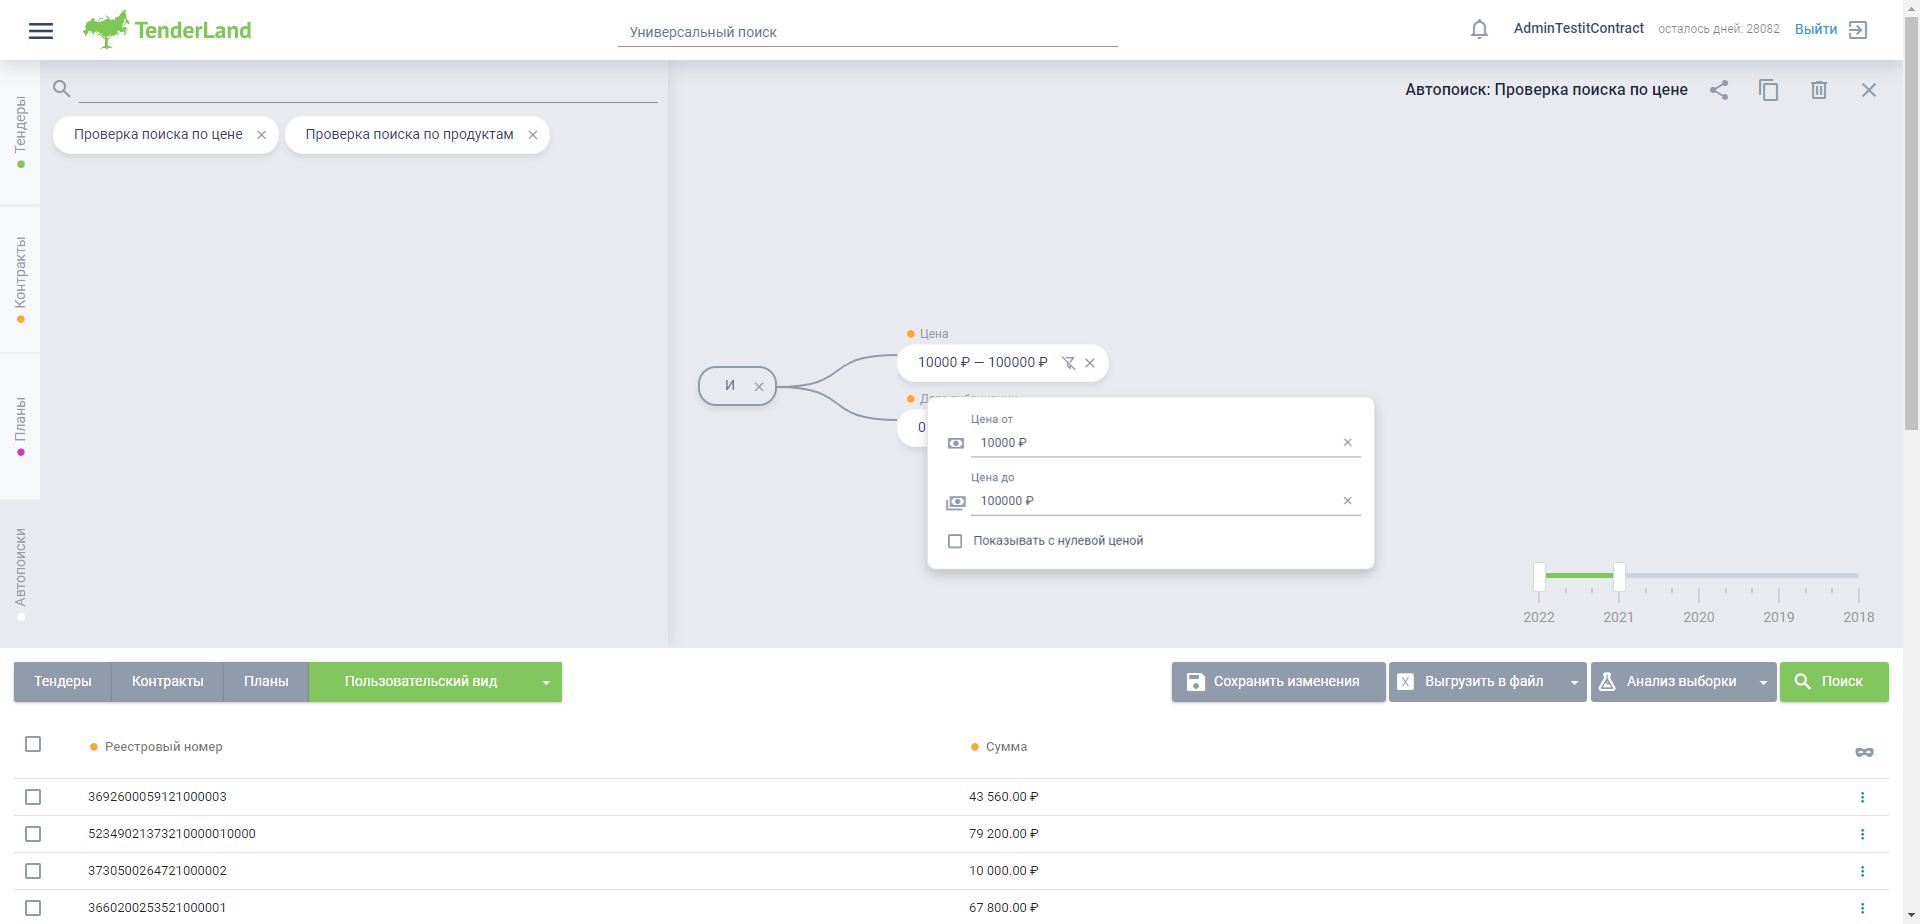 TenderLand
Универсальный поиск
AdminTestitContract
осталось дней: 28082
Выйти
Тендеры
Контракты
Планы
Автопоиски
Проверка поиска по цене
Проверка поиска по продуктам
Автопоиск: Проверка поиска по цене
Цена
10000 ₽ — 100000 ₽
И
0
Цена от
10000 ₽
Цена до
100000 ₽
Показывать с нулевой ценой
2022 2021 2020 2019 2018
Тендеры Контракты Планы Пользовательский вид
Сохранить изменения X Выгрузить в файл Анализ выборки Поиск
Реестровый номер Сумма
3692600059121000003 43 560.00 ₽
52349021373210000010000 79 200.00 ₽
3730500264721000002 10 000.00 ₽
3660200253521000001 67 800.00 ₽